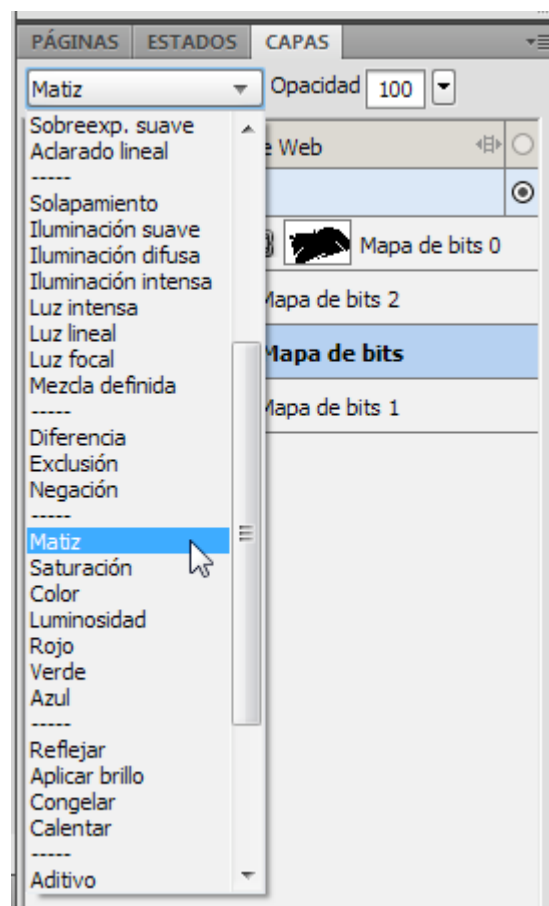 PÁGINAS ESTADOS CAPAS
Matiz Opacidad 100
Sobreexp. suave
Aclarado lineal
e Web
-----
Solapamiento
Iluminación suave
Iluminación difusa
Mapa de bits 0
Iluminación intensa
Luz intensa
Mapa de bits 2
Luz lineal
Luz focal
Mapa de bits
Mezcla definida
-----
Mapa de bits 1
Diferencia
Exclusión
Negación
-----
Matiz
Saturación
Color
Luminosidad
Rojo
Verde
Azul
-----
Reflejar
Aplicar brillo
Congelar
Calentar
-----
Aditivo